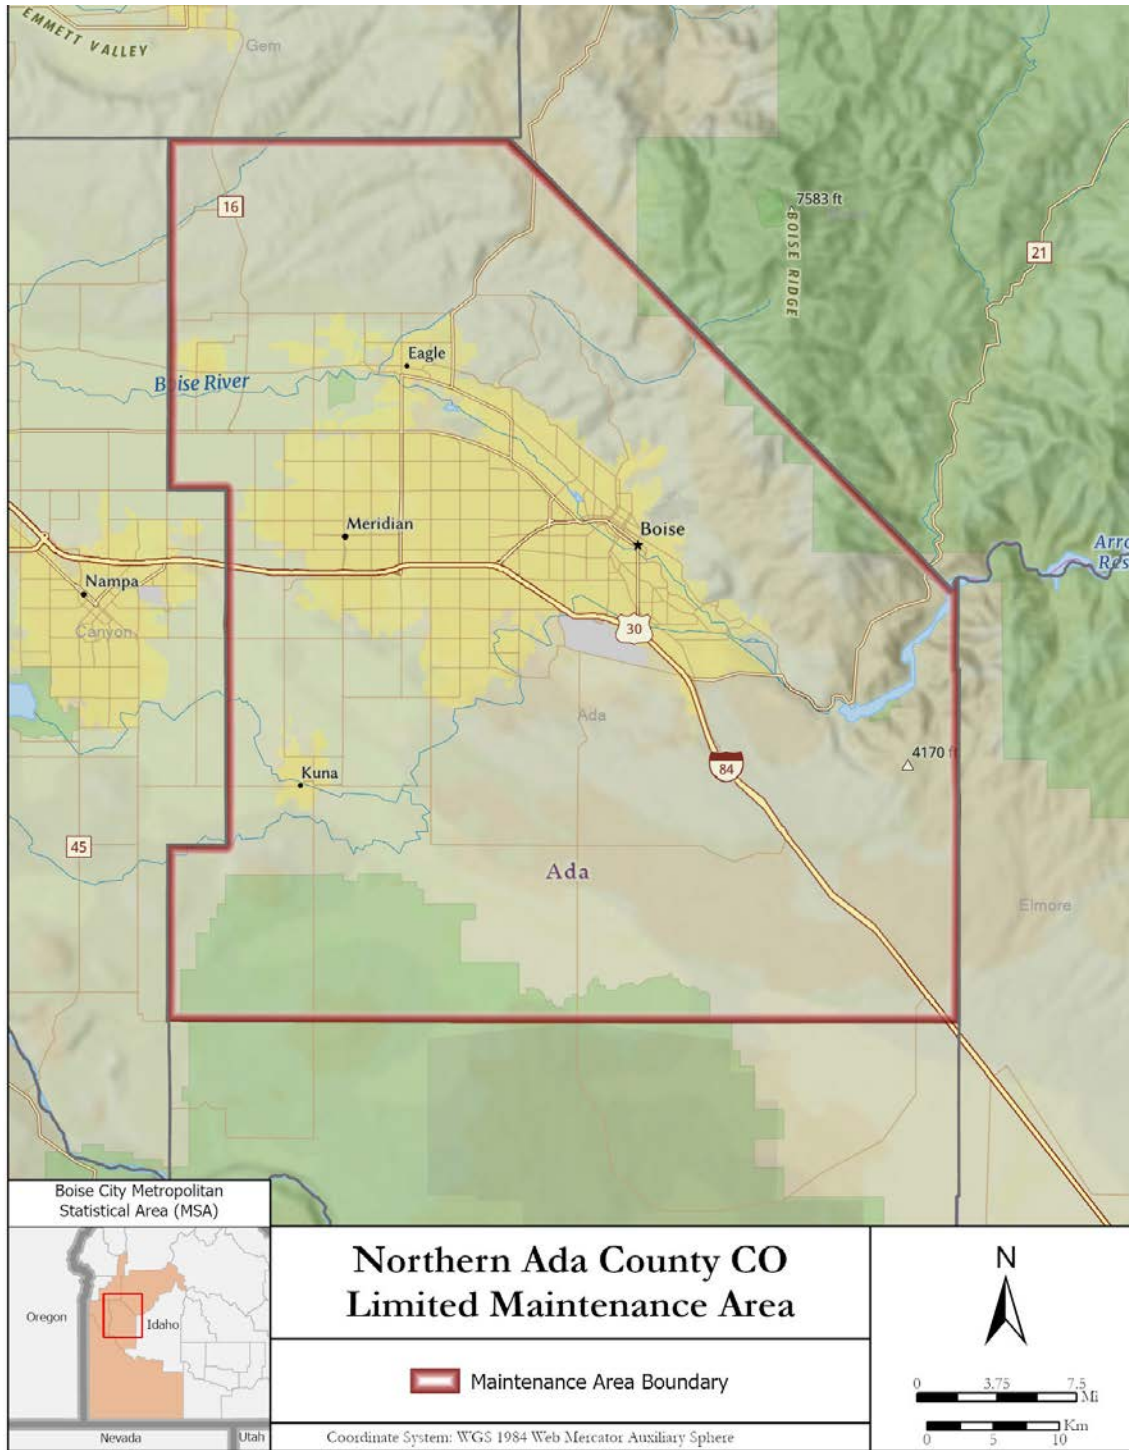 EMMETT VALLEY
Gem
7583 ft
16
BOISE RIDGE
21
Eagle
Boise River
Meridian
Boise
Arro
Res
Nampa
Canyon
30
Ada
4170 ft
84
Kuna
45
Ada
Elmore
Boise City Metropolitan
Statistical Area (MSA)
Oregon
Idaho
Nevada
Utah
Northern Ada County CO
Limited Maintenance Area
Maintenance Area Boundary
Coordinate System: WGS 1984 Web Mercator Auxiliary Sphere
N
0 3.75 7.5
Mi
Km
0 5 10